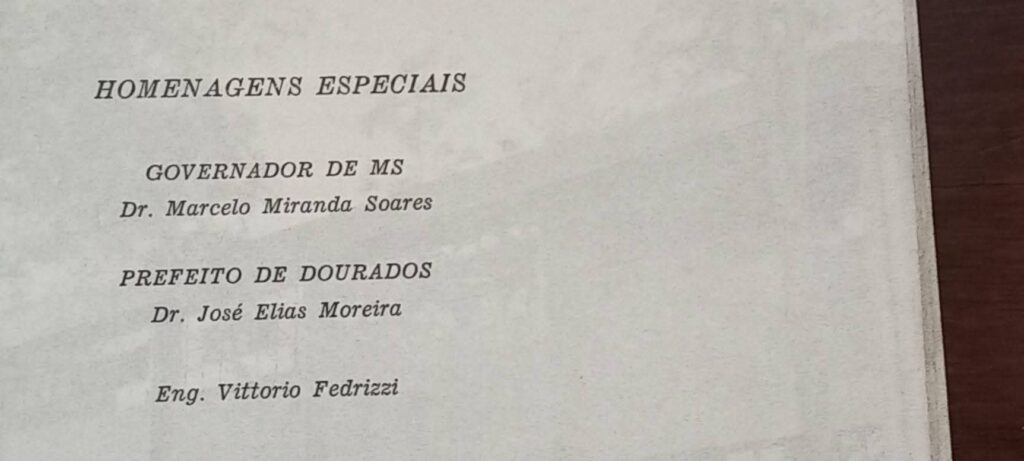 HOMENAGENS ESPECIAIS
GOVERNADOR DE MS
Dr. Marcelo Miranda Soares
PREFEITO DE DOURADOS
Dr. José Elias Moreira
Eng. Vittorio Fedrizzi